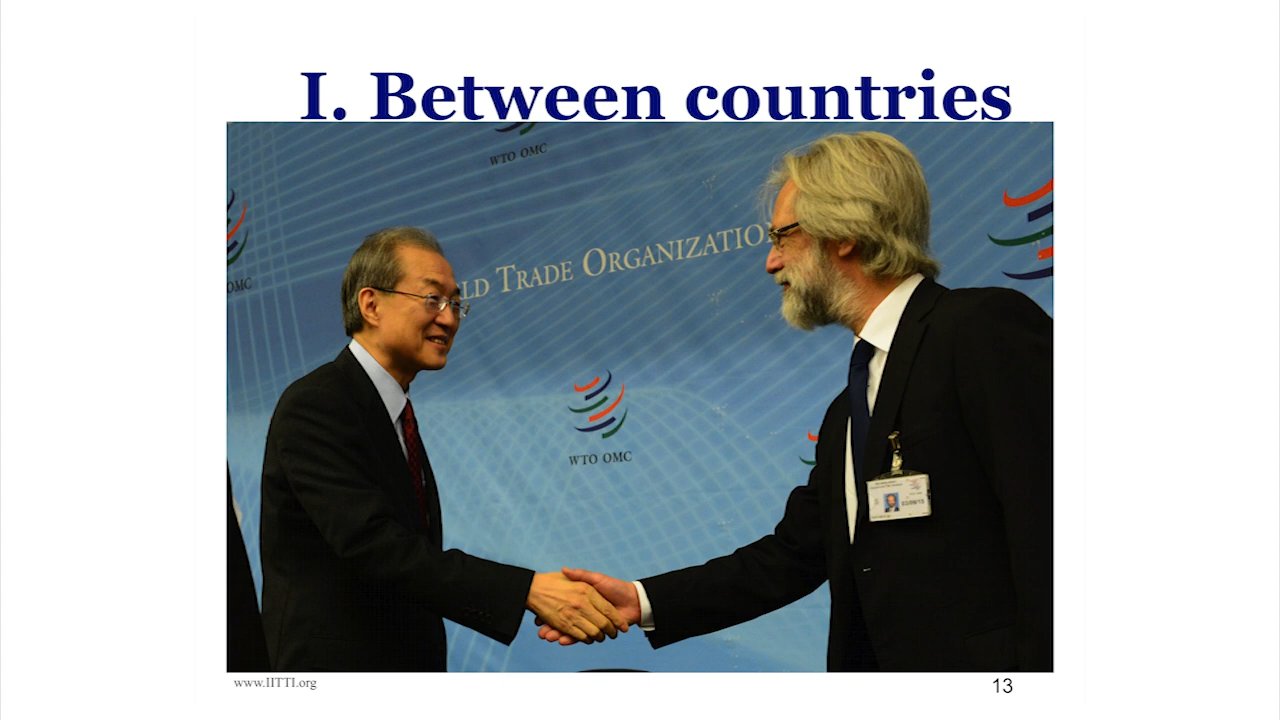 I. Between countries
WTO OMC
LD TRADE ORGANIZATIO
OMC
WTO OMC
www.IITTI.org
13